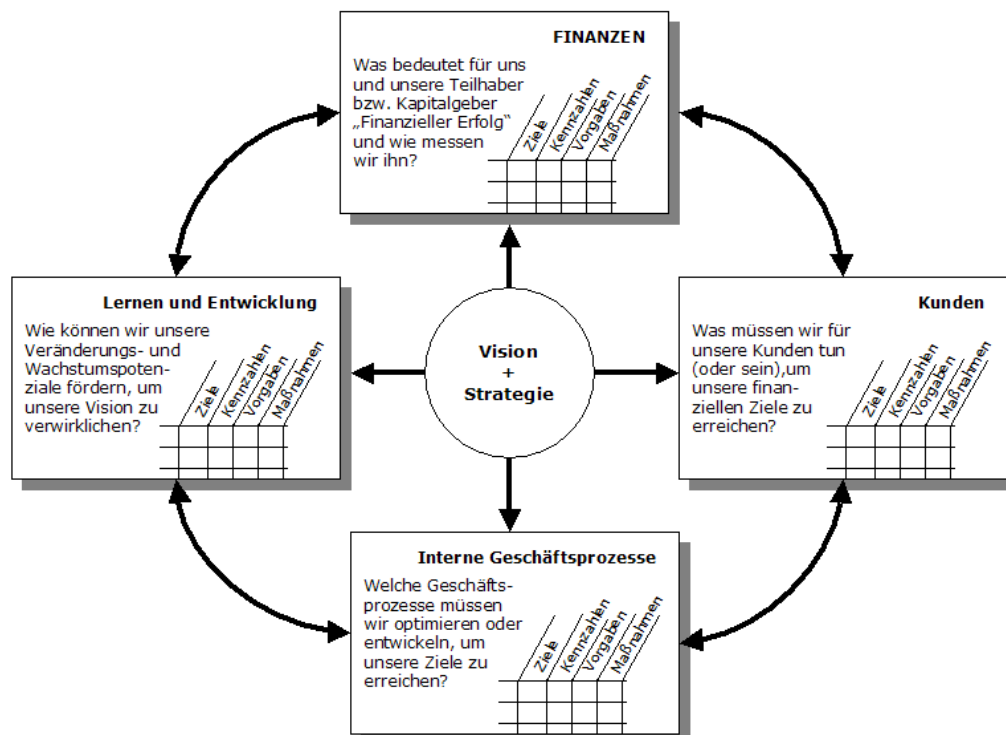 FINANZEN
Was bedeutet für uns
und unsere Teilhaber
bzw. Kapitalgeber
„Finanzieller Erfolg“
und wie messen
wir ihn?
Ziele
Kennzahlen
Vorgaben
Maßnahmen
Lernen und Entwicklung
Wie können wir unsere
Veränderungs- und
Wachstumspoten-
ziale fördern, um
unsere Vision zu
verwirklichen?
Ziele
Kennzahlen
Vorgaben
Maßnahmen
Vision
+
Strategie
Kunden
Was müssen wir für
unsere Kunden tun
(oder sein),um
unsere finan-
ziellen Ziele zu
erreichen?
Ziele
Kennzahlen
Vorgaben
Maßnahmen
Interne Geschäftsprozesse
Welche Geschäfts-
prozesse müssen
wir optimieren oder
entwickeln, um
unsere Ziele zu
erreichen?
Ziele
Kennzahlen
Vorgaben
Maßnahmen